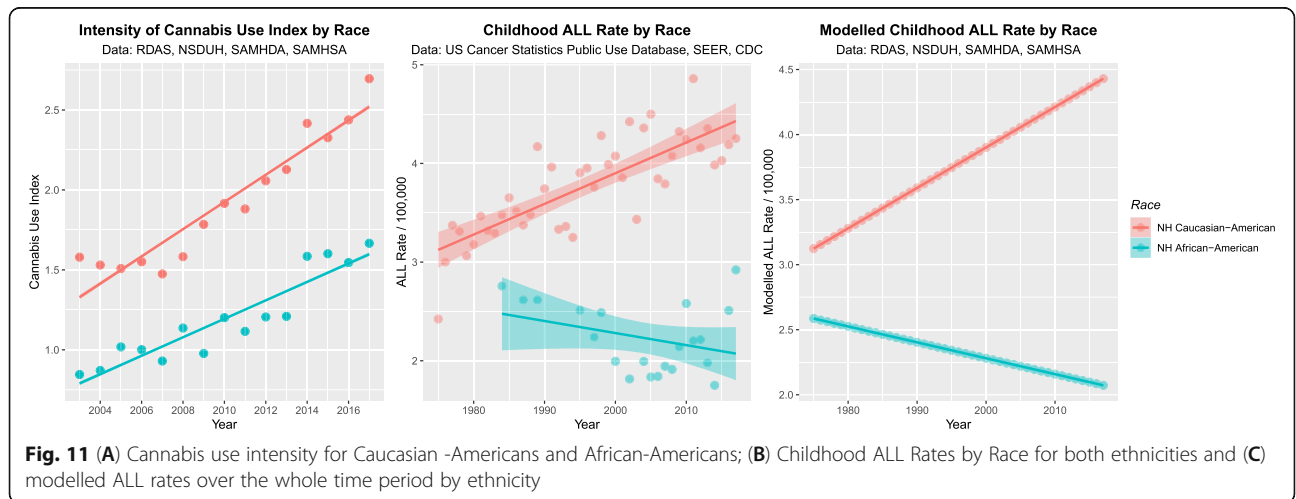 Intensity of Cannabis Use Index by Race
Data: RDAS, NSDUH, SAMHDA, SAMHSA
Cannabis Use Index
2.5
2.0
1.5
1.0
2004 2006 2008 2010 2012 2014 2016
Year
Childhood ALL Rate by Race
Data: US Cancer Statistics Public Use Database, SEER, CDC
ALL Rate / 100,000
5
4
3
2
1980 1990 2000 2010
Year
Modelled Childhood ALL Rate by Race
Data: RDAS, NSDUH, SAMHDA, SAMHSA
Modelled ALL Rate / 100,000
4.5
4.0
3.5
3.0
2.5
2.0
1980 1990 2000 2010
Year
Race
NH Caucasian-American
NH African-American
Fig. 11 (A) Cannabis use intensity for Caucasian -Americans and African-Americans; (B) Childhood ALL Rates by Race for both ethnicities and (C)
modelled ALL rates over the whole time period by ethnicity